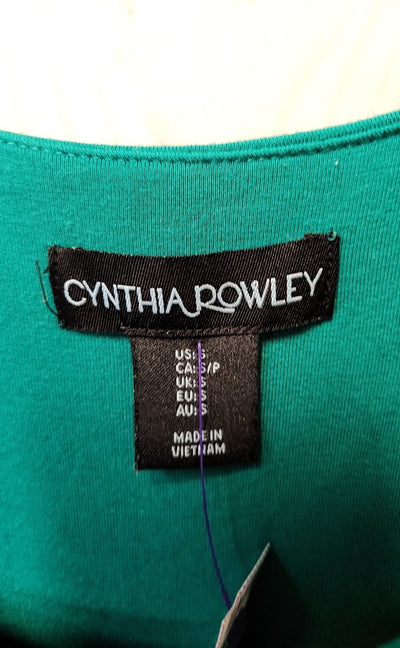 CYNTHIA ROWLEY
US:S
CA:S/P
UK:S
EU:S
AU:S
MADE IN
VIETNAM